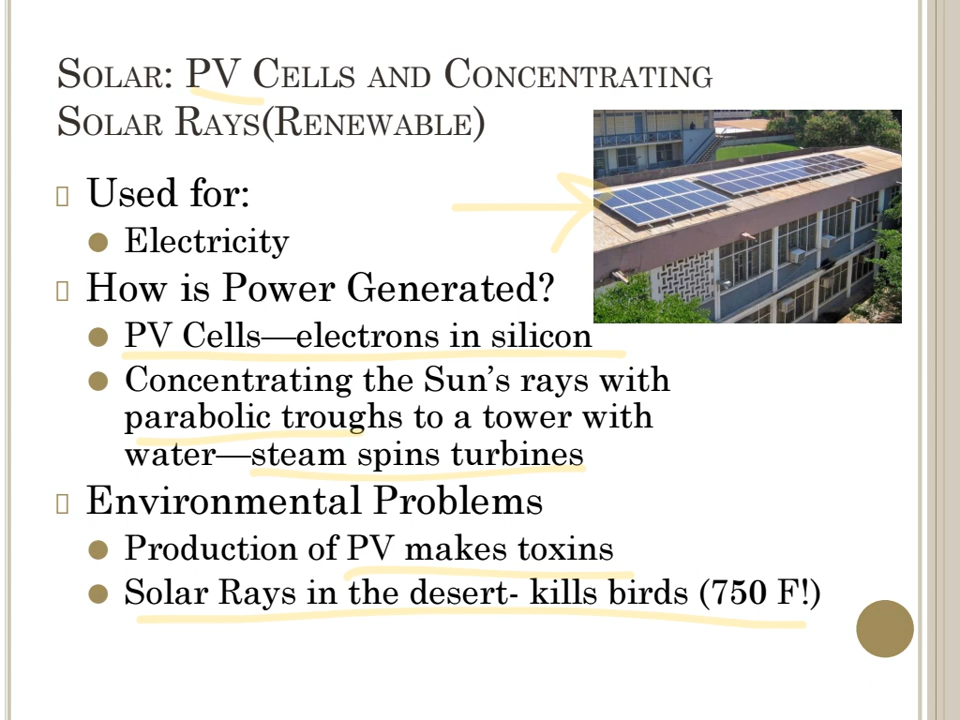 Solar: PV Cells and Concentrating
Solar Rays(Renewable)
Used for:
Electricity
How is Power Generated?
PV Cells—electrons in silicon
Concentrating the Sun's rays with
parabolic troughs to a tower with
water—steam spins turbines
Environmental Problems
Production of PV makes toxins
Solar Rays in the desert- kills birds (750 F!)